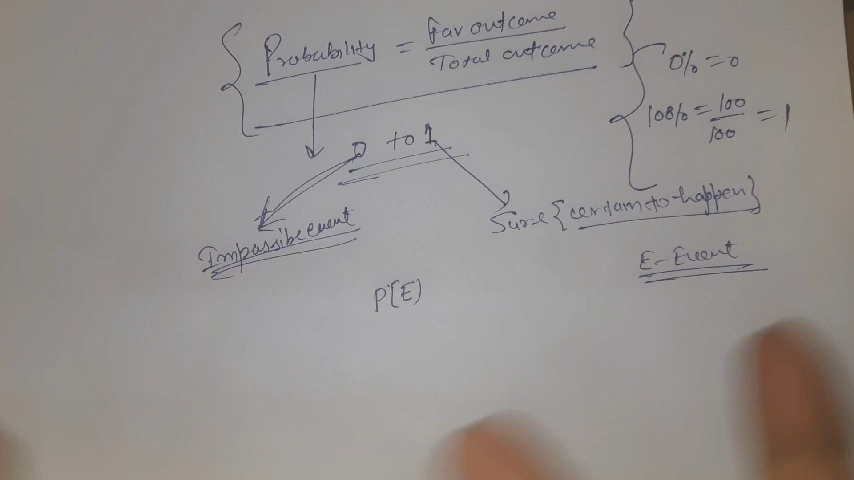 Probability = Fav outcome / Total outcome
0% = 0
100% = 100/100 = 1
0 to 1
Impossible event
Sure {certain to happen}
E - Event
P[E)